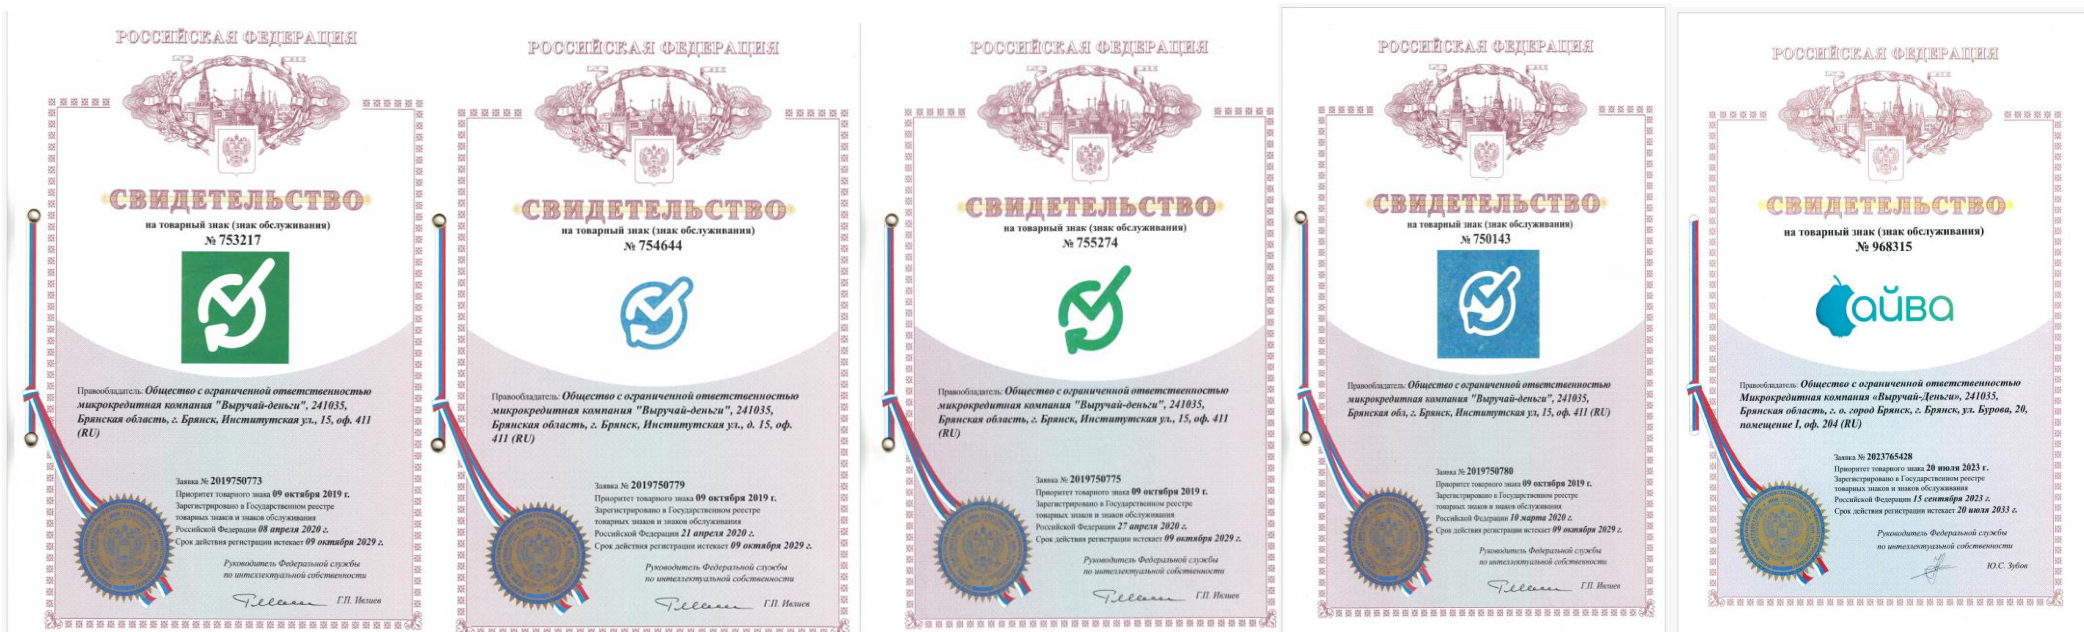 РОССИЙСКАЯ ФЕДЕРАЦИЯ
СВИДЕТЕЛЬСТВО
на товарный знак (знак обслуживания)
№ 753217
Правообладатель: Общество с ограниченной ответственностью
микрокредитная компания "Выручай-деньги", 241035,
Брянская область, г. Брянск, Институтская ул., 15, оф. 411
(RU)
Заявка № 2019750773
Приоритет товарного знака 09 октября 2019 г.
Зарегистрировано в Государственном реестре
товарных знаков и знаков обслуживания
Российской Федерации 08 апреля 2020 г.
Срок действия регистрации истекает 09 октября 2029 г.
Руководитель Федеральной службы
по интеллектуальной собственности
Г.П. Ивлиев
РОССИЙСКАЯ ФЕДЕРАЦИЯ
СВИДЕТЕЛЬСТВО
на товарный знак (знак обслуживания)
№ 754644
Правообладатель: Общество с ограниченной ответственностью
микрокредитная компания "Выручай-деньги", 241035,
Брянская область, г. Брянск, Институтская ул., д. 15, оф.
411 (RU)
Заявка № 2019750779
Приоритет товарного знака 09 октября 2019 г.
Зарегистрировано в Государственном реестре
товарных знаков и знаков обслуживания
Российской Федерации 21 апреля 2020 г.
Срок действия регистрации истекает 09 октября 2029 г.
Руководитель Федеральной службы
по интеллектуальной собственности
Г.П. Ивлиев
РОССИЙСКАЯ ФЕДЕРАЦИЯ
СВИДЕТЕЛЬСТВО
на товарный знак (знак обслуживания)
№ 755274
Правообладатель: Общество с ограниченной ответственностью
микрокредитная компания "Выручай-деньги", 241035,
Брянская область, г. Брянск, Институтская ул., 15, оф. 411
(RU)
Заявка № 2019750775
Приоритет товарного знака 09 октября 2019 г.
Зарегистрировано в Государственном реестре
товарных знаков и знаков обслуживания
Российской Федерации 27 апреля 2020 г.
Срок действия регистрации истекает 09 октября 2029 г.
Руководитель Федеральной службы
по интеллектуальной собственности
Г.П. Ивлиев
РОССИЙСКАЯ ФЕДЕРАЦИЯ
СВИДЕТЕЛЬСТВО
на товарный знак (знак обслуживания)
№ 750143
Правообладатель: Общество с ограниченной ответственностью
микрокредитная компания "Выручай-деньги", 241035,
Брянская обл, г. Брянск, Институтская ул, 15, оф. 411 (RU)
Заявка № 2019750780
Приоритет товарного знака 09 октября 2019 г.
Зарегистрировано в Государственном реестре
товарных знаков и знаков обслуживания
Российской Федерации 10 марта 2020 г.
Срок действия регистрации истекает 09 октября 2029 г.
Руководитель Федеральной службы
по интеллектуальной собственности
Г.П. Ивлиев
РОССИЙСКАЯ ФЕДЕРАЦИЯ
СВИДЕТЕЛЬСТВО
на товарный знак (знак обслуживания)
№ 968315
айва
Правообладатель: Общество с ограниченной ответственностью
Микрокредитная компания «Выручай-Деньги», 241035,
Брянская область, г. о. город Брянск, г. Брянск, ул. Бурова, 20,
помещение I, оф. 204 (RU)
Заявка № 2023765428
Приоритет товарного знака 20 июля 2023 г.
Зарегистрировано в Государственном реестре
товарных знаков и знаков обслуживания
Российской Федерации 15 сентября 2023 г.
Срок действия регистрации истекает 20 июля 2033 г.
Руководитель Федеральной службы
по интеллектуальной собственности
Ю.С. Зубов